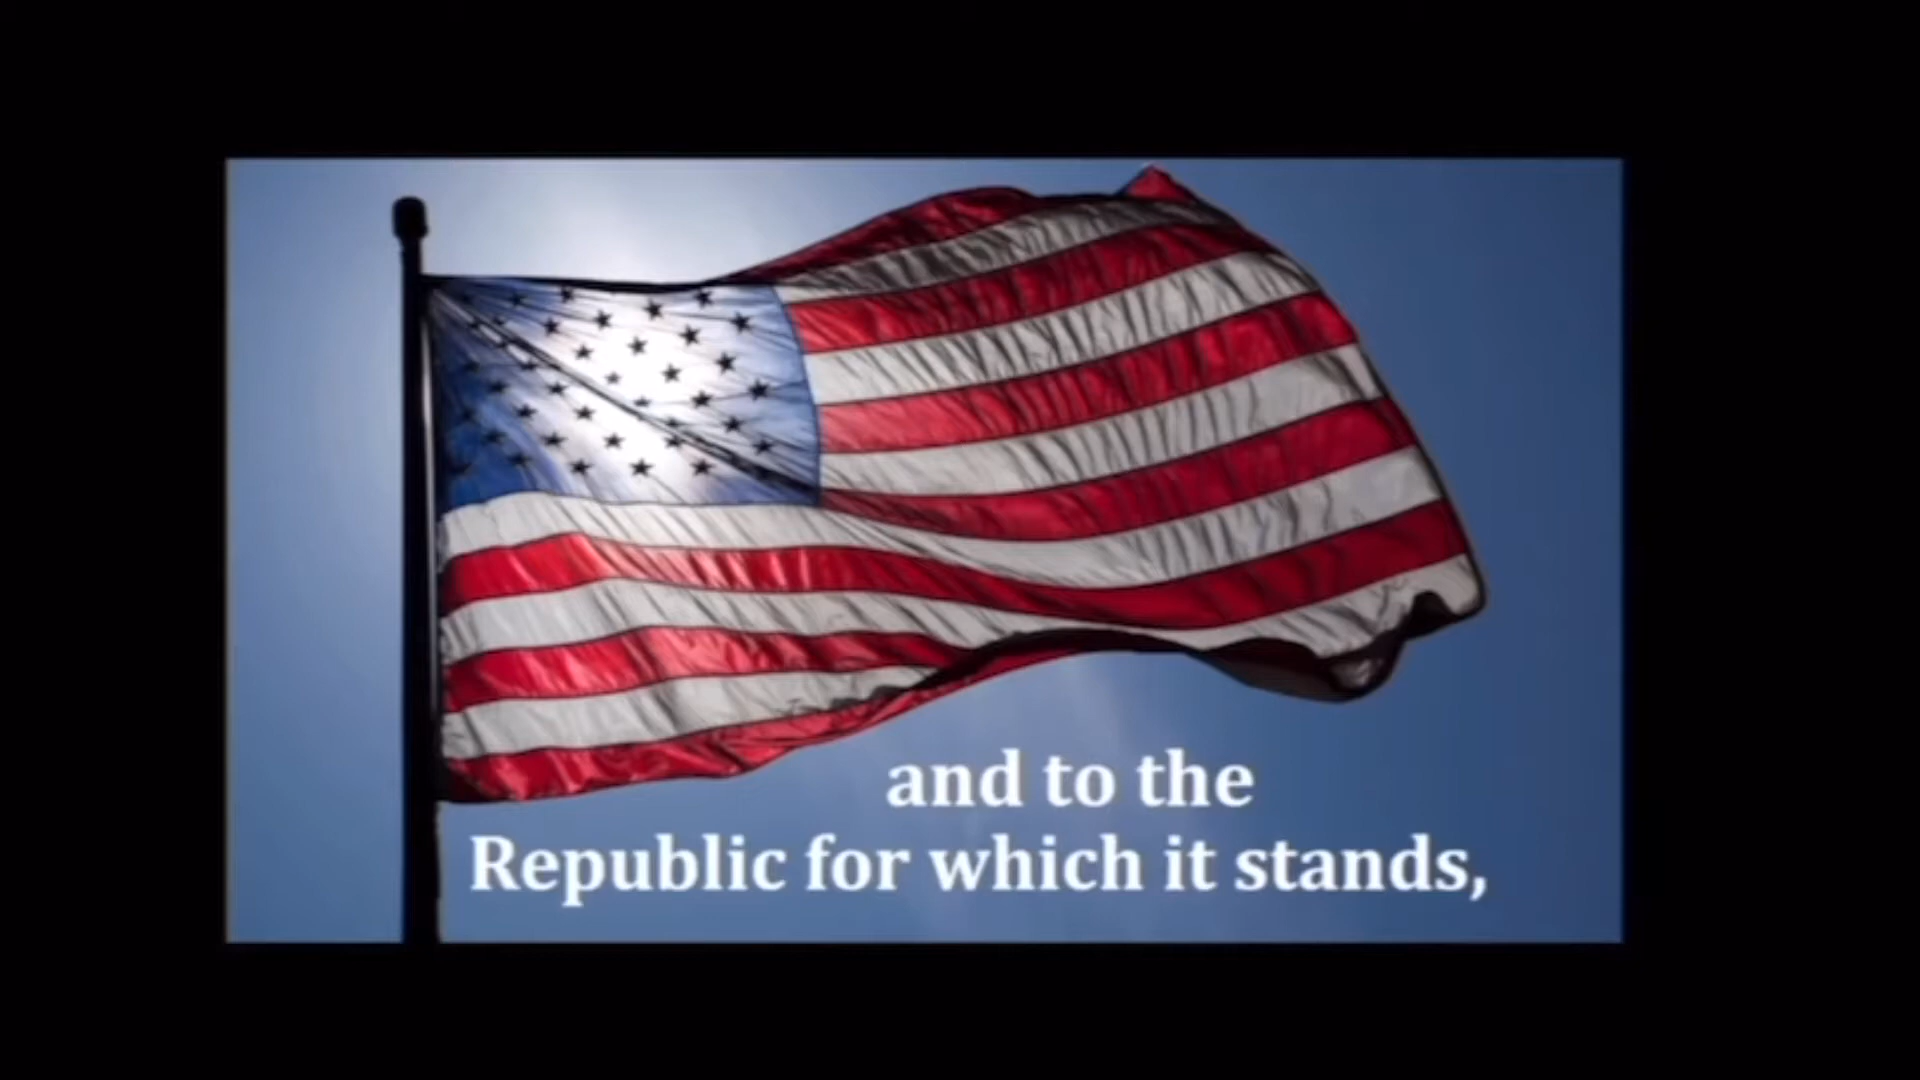 and to the
Republic for which it stands,